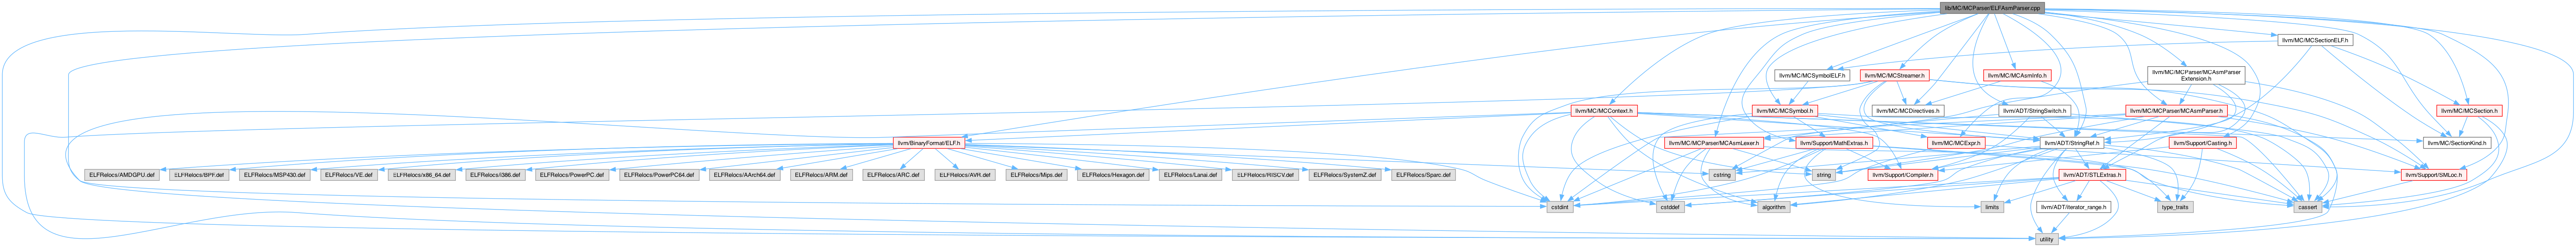 lib/MC/MCParser/ELFAsmParser.cpp
llvm/MC/MCSectionELF.h
llvm/MC/MCSymbolELF.h
llvm/MC/MCStreamer.h
llvm/MC/MCAsmInfo.h
llvm/MC/MCParser/MCAsmParser
Extension.h
llvm/MC/MCContext.h
llvm/MC/MCSymbol.h
llvm/MC/MCDirectives.h
llvm/ADT/StringSwitch.h
llvm/MC/MCParser/MCAsmParser.h
llvm/MC/MCSection.h
llvm/BinaryFormat/ELF.h
llvm/MC/MCParser/MCAsmLexer.h
llvm/Support/MathExtras.h
llvm/MC/MCExpr.h
llvm/ADT/StringRef.h
llvm/Support/Casting.h
llvm/MC/SectionKind.h
ELFRelocs/AMDGPU.def
ELFRelocs/BPF.def
ELFRelocs/MSP430.def
ELFRelocs/VE.def
ELFRelocs/x86_64.def
ELFRelocs/i386.def
ELFRelocs/PowerPC.def
ELFRelocs/PowerPC64.def
ELFRelocs/AArch64.def
ELFRelocs/ARM.def
ELFRelocs/ARC.def
ELFRelocs/AVR.def
ELFRelocs/Mips.def
ELFRelocs/Hexagon.def
ELFRelocs/Lanai.def
ELFRelocs/RISCV.def
ELFRelocs/SystemZ.def
ELFRelocs/Sparc.def
cstring
string
llvm/Support/Compiler.h
llvm/ADT/STLExtras.h
llvm/Support/SMLoc.h
cstdint
cstddef
algorithm
limits
llvm/ADT/iterator_range.h
type_traits
cassert
utility